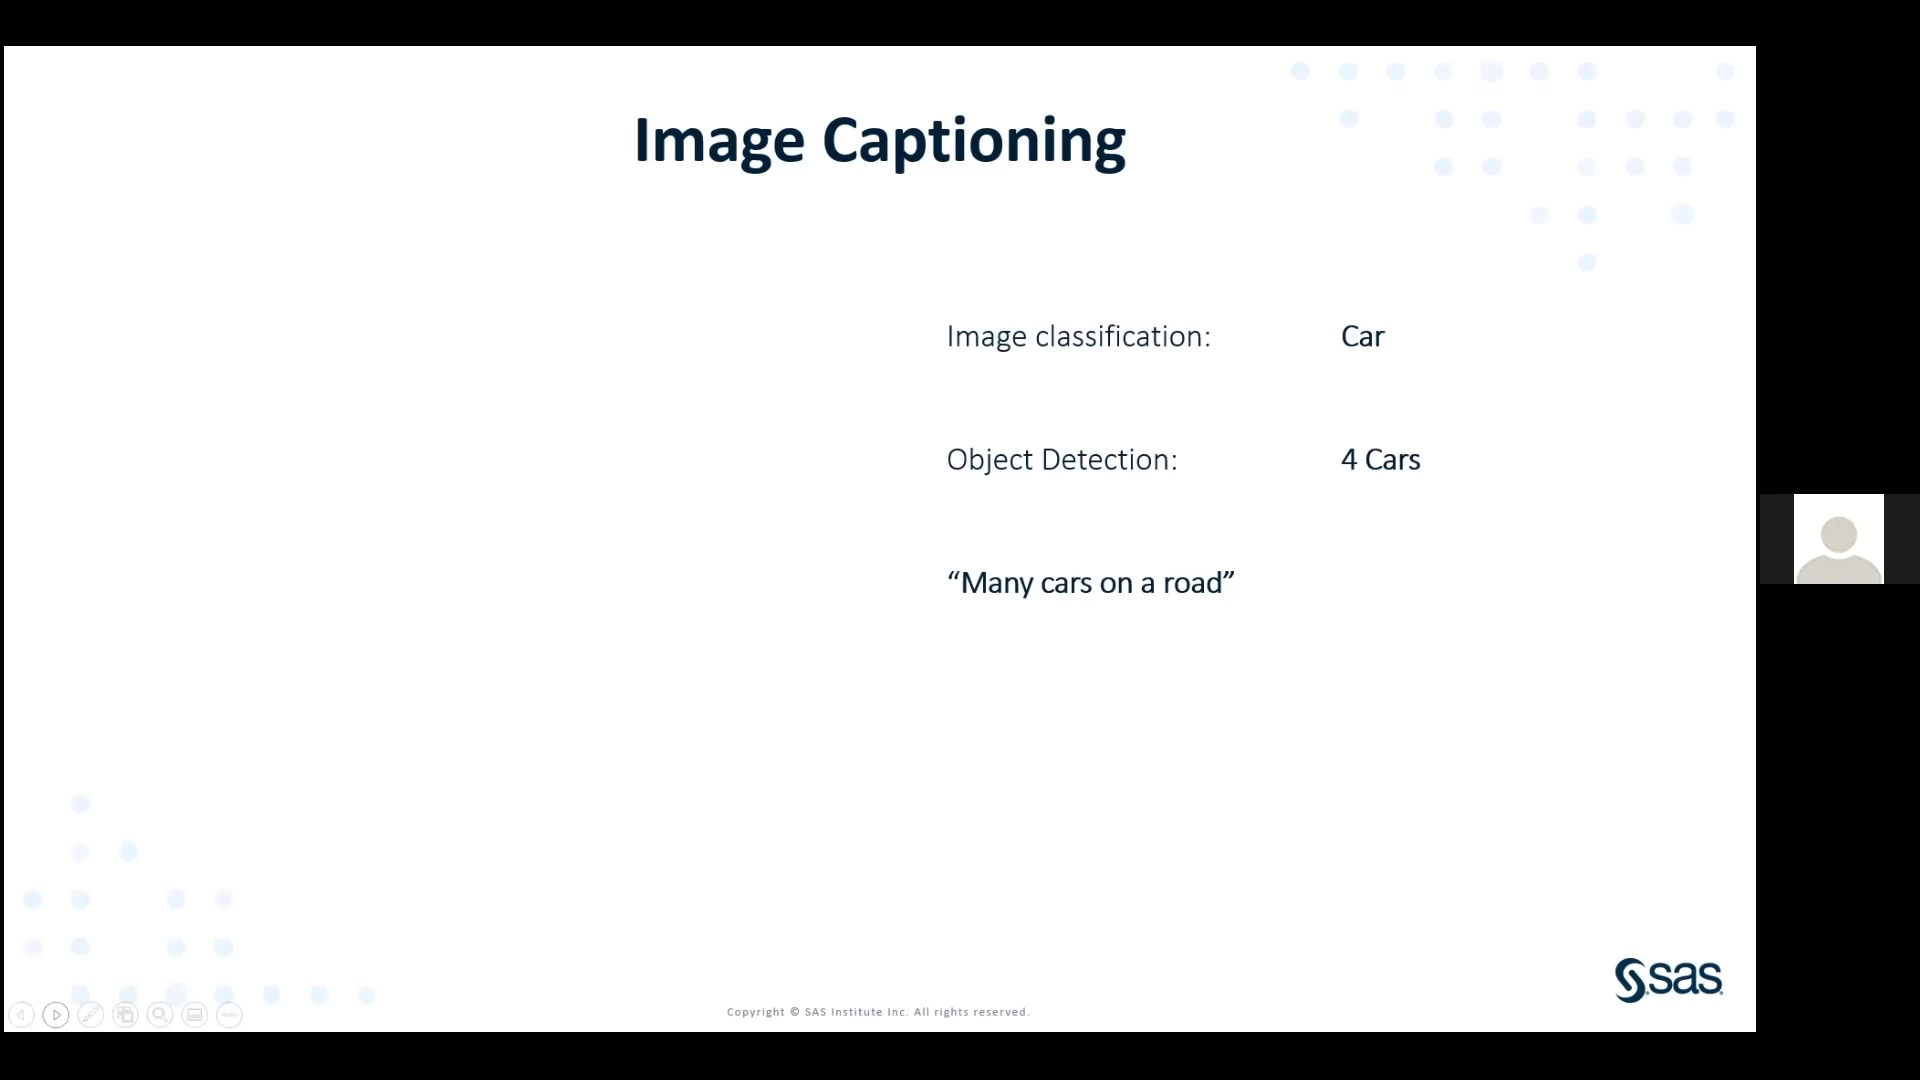 Image Captioning
Image classification: Car
Object Detection: 4 Cars
“Many cars on a road”
sas
Copyright © SAS Institute Inc. All rights reserved.